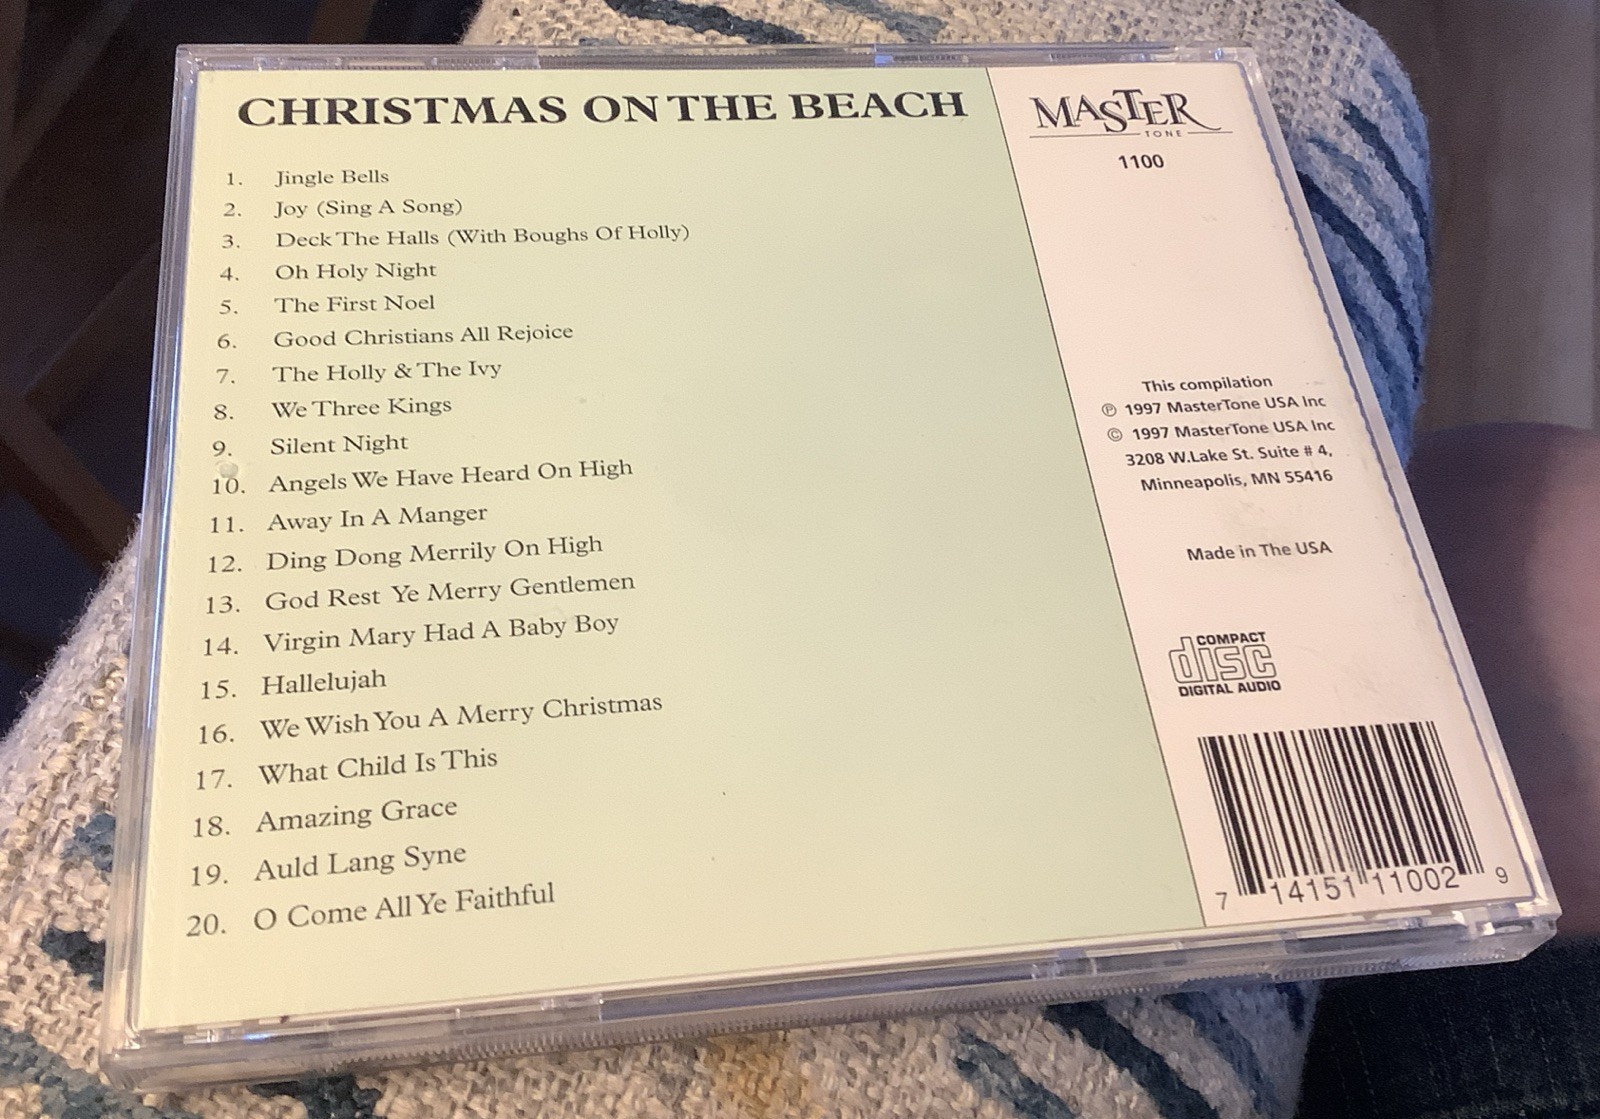 CHRISTMAS ON THE BEACH
1. Jingle Bells
2. Joy (Sing A Song)
3. Deck The Halls (With Boughs Of Holly)
4. Oh Holy Night
5. The First Noel
6. Good Christians All Rejoice
7. The Holly & The Ivy
8. We Three Kings
9. Silent Night
10. Angels We Have Heard On High
11. Away In A Manger
12. Ding Dong Merrily On High
13. God Rest Ye Merry Gentlemen
14. Virgin Mary Had A Baby Boy
15. Hallelujah
16. We Wish You A Merry Christmas
17. What Child Is This
18. Amazing Grace
19. Auld Lang Syne
20. O Come All Ye Faithful
MASTER
TONE
1100
This compilation
℗ 1997 MasterTone USA Inc
© 1997 MasterTone USA Inc
3208 W.Lake St. Suite # 4,
Minneapolis, MN 55416
Made in The USA
COMPACT
disc
DIGITAL AUDIO
7 14151 11002 9